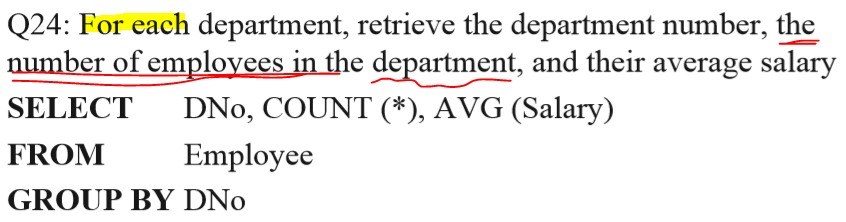 Q24: For each department, retrieve the department number, the
number of employees in the department, and their average salary
SELECT DNo, COUNT (*), AVG (Salary)
FROM Employee
GROUP BY DNo